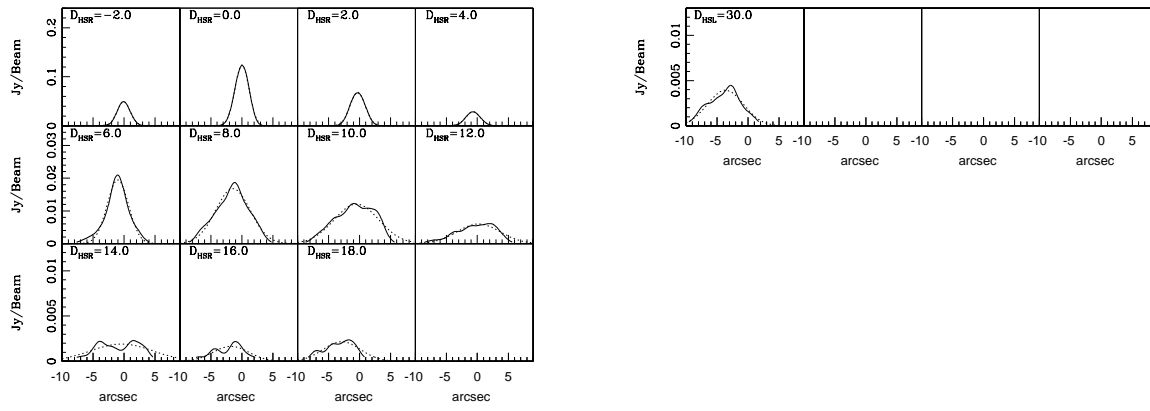 D_HSR=−2.0 D_HSR=0.0 D_HSR=2.0 D_HSR=4.0
Jy/Beam
0.2
0.1
0
D_HSR=6.0 D_HSR=8.0 D_HSR=10.0 D_HSR=12.0
Jy/Beam
0.03
0.02
0.01
0
D_HSR=14.0 D_HSR=16.0 D_HSR=18.0
Jy/Beam
0.01
0.005
0
-10 -5 0 5 -10 -5 0 5 -10 -5 0 5 -10 -5 0 5
arcsec arcsec arcsec arcsec
D_HSL=30.0
Jy/Beam
0.01
0.005
0
-10 -5 0 5 -10 -5 0 5 -10 -5 0 5 -10 -5 0 5
arcsec arcsec arcsec arcsec